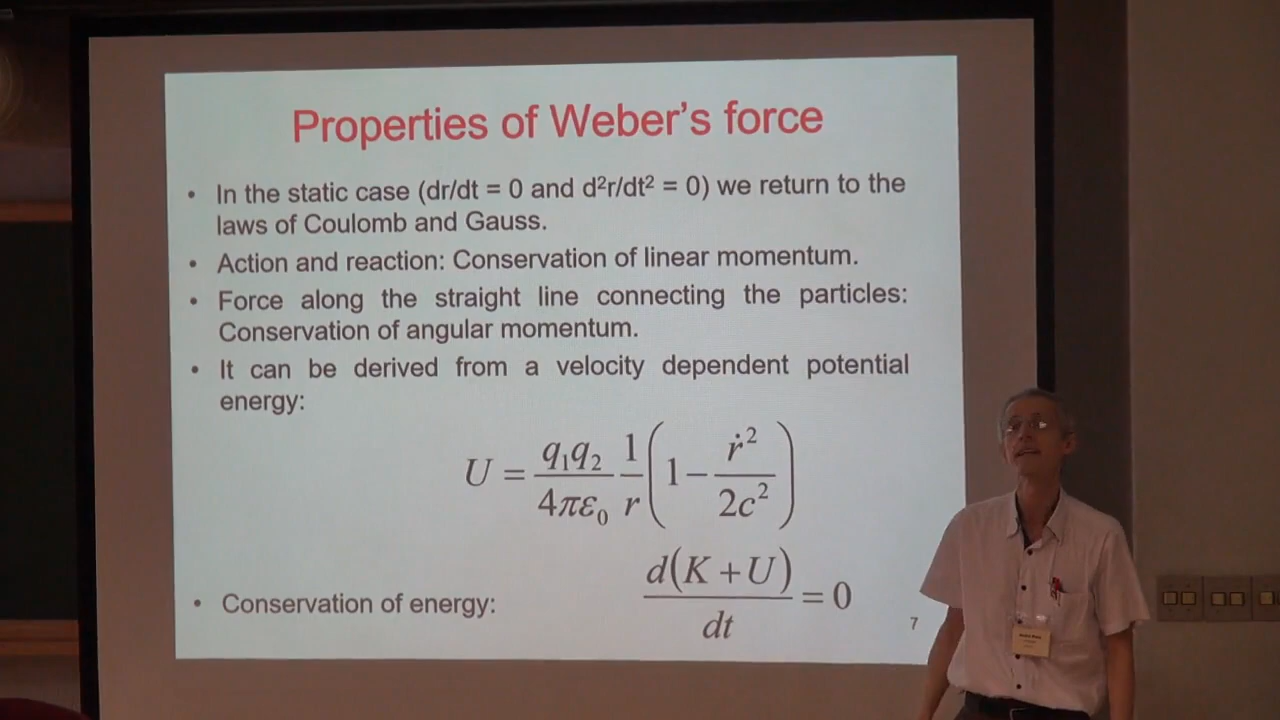 Properties of Weber's force
• In the static case (dr/dt = 0 and d²r/dt² = 0) we return to the
laws of Coulomb and Gauss.
• Action and reaction: Conservation of linear momentum.
• Force along the straight line connecting the particles:
Conservation of angular momentum.
• It can be derived from a velocity dependent potential
energy:
U = q₁q₂/4πε₀ 1/r (1 − ṙ²/2c²)
• Conservation of energy: d(K + U)/dt = 0
7